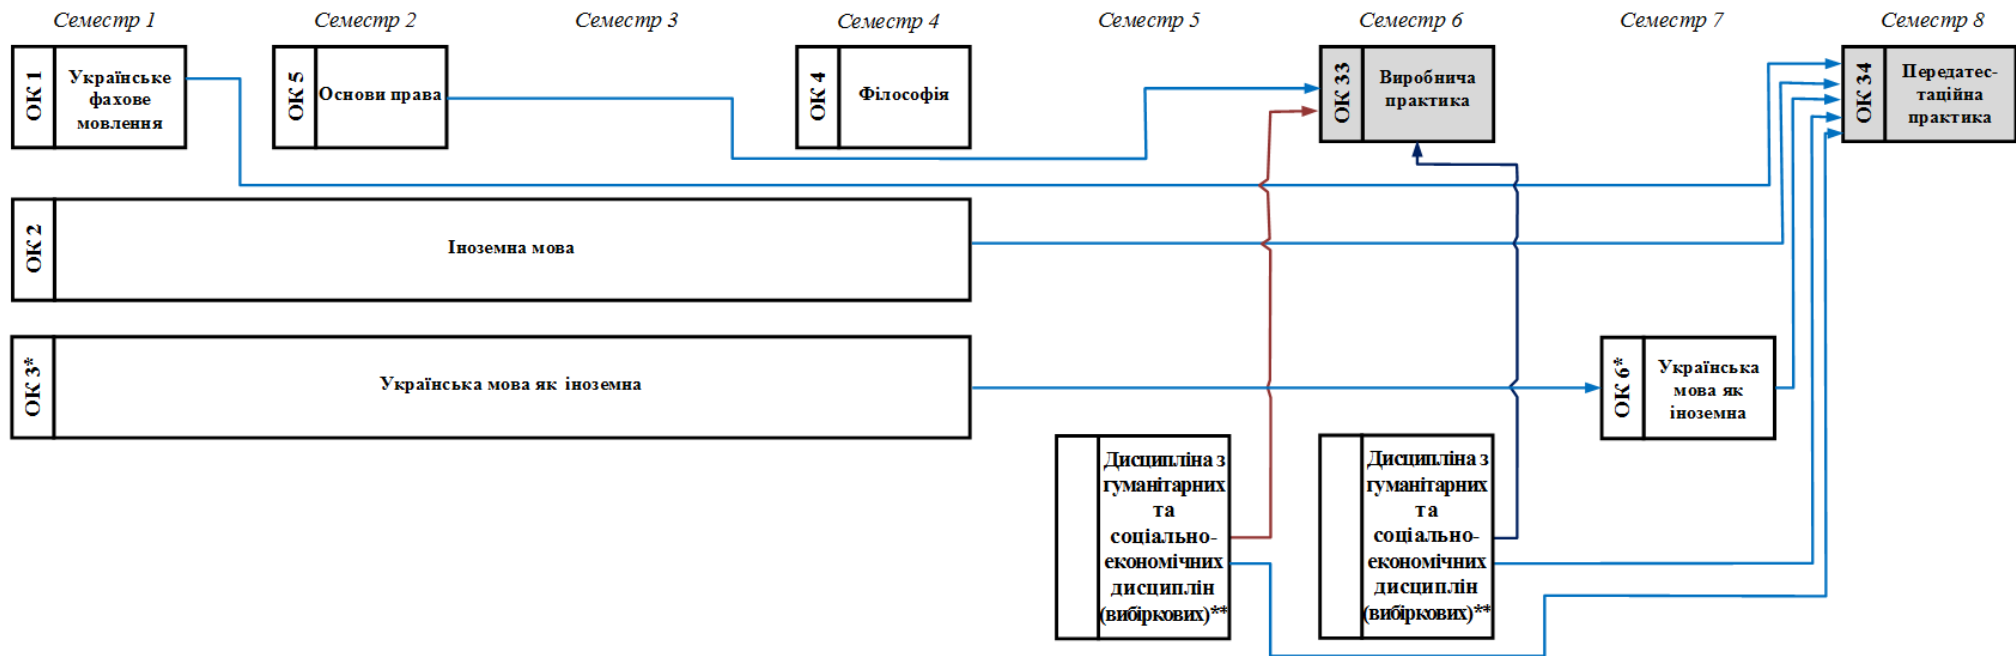 Семестр 1
Семестр 2
Семестр 3
Семестр 4
Семестр 5
Семестр 6
Семестр 7
Семестр 8
ОК 1
Українське
фахове
мовлення
ОК 5
Основи права
ОК 4
Філософія
ОК 33
Виробнича
практика
ОК 34
Передатес-
таційна
практика
ОК 2
Іноземна мова
ОК 3*
Українська мова як іноземна
ОК 6*
Українська
мова як
іноземна
Дисципліна з
гуманітарних
та
соціально-
економічних
дисциплін
(вибіркових)**
Дисципліна з
гуманітарних
та
соціально-
економічних
дисциплін
(вибіркових)**